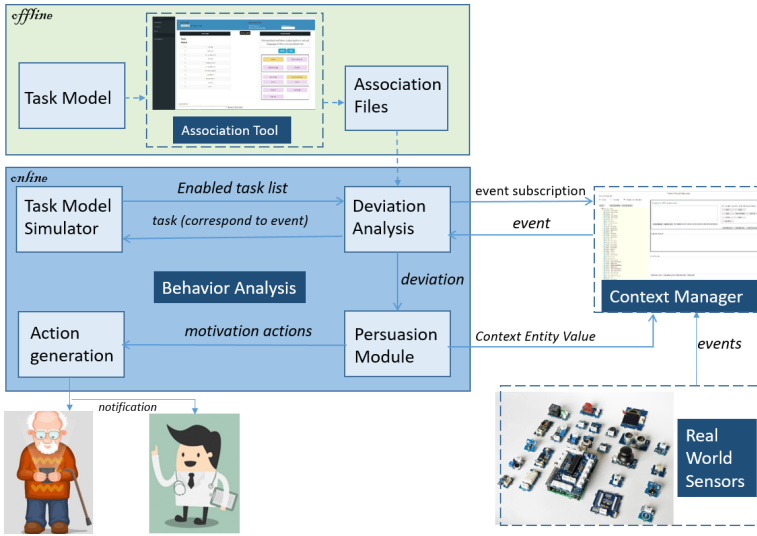 offline
Task Model
Association Tool
Association
Files
online
Task Model
Simulator
Enabled task list
task (correspond to event)
Deviation
Analysis
event subscription
event
Context Manager
deviation
Behavior Analysis
Action
generation
motivation actions
Persuasion
Module
Context Entity Value
events
notification
Real
World
Sensors